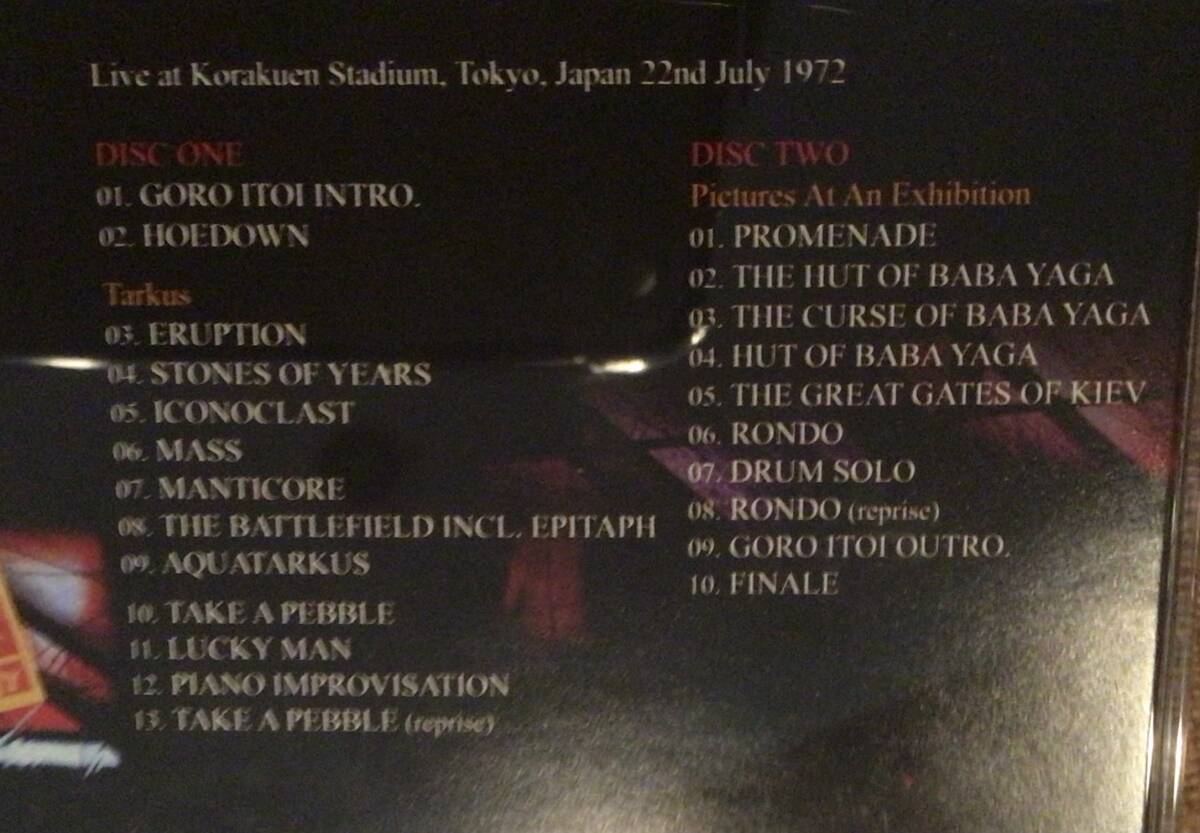 Live at Korakuen Stadium, Tokyo, Japan 22nd July 1972
DISC ONE
01. GORO ITOI INTRO.
02. HOEDOWN
Tarkus
03. ERUPTION
04. STONES OF YEARS
05. ICONOCLAST
06. MASS
07. MANTICORE
08. THE BATTLEFIELD INCL. EPITAPH
09. AQUATARKUS
10. TAKE A PEBBLE
11. LUCKY MAN
12. PIANO IMPROVISATION
13. TAKE A PEBBLE (reprise)
DISC TWO
Pictures At An Exhibition
01. PROMENADE
02. THE HUT OF BABA YAGA
03. THE CURSE OF BABA YAGA
04. HUT OF BABA YAGA
05. THE GREAT GATES OF KIEV
06. RONDO
07. DRUM SOLO
08. RONDO (reprise)
09. GORO ITOI OUTRO.
10. FINALE